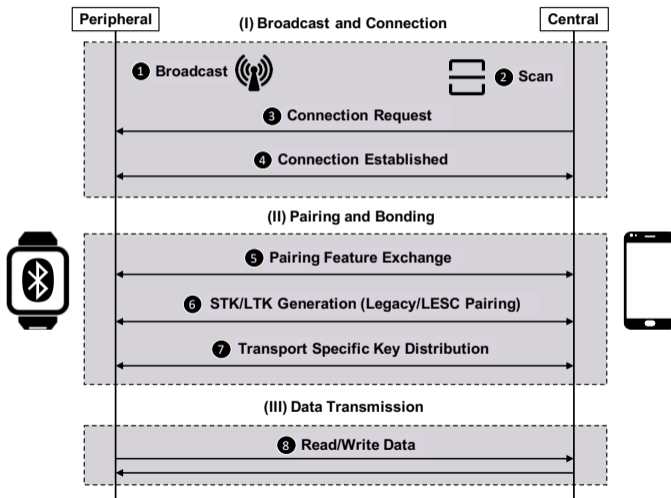 Peripheral
(I) Broadcast and Connection
Central
1 Broadcast
2 Scan
3 Connection Request
4 Connection Established
(II) Pairing and Bonding
5 Pairing Feature Exchange
6 STK/LTK Generation (Legacy/LESC Pairing)
7 Transport Specific Key Distribution
(III) Data Transmission
8 Read/Write Data